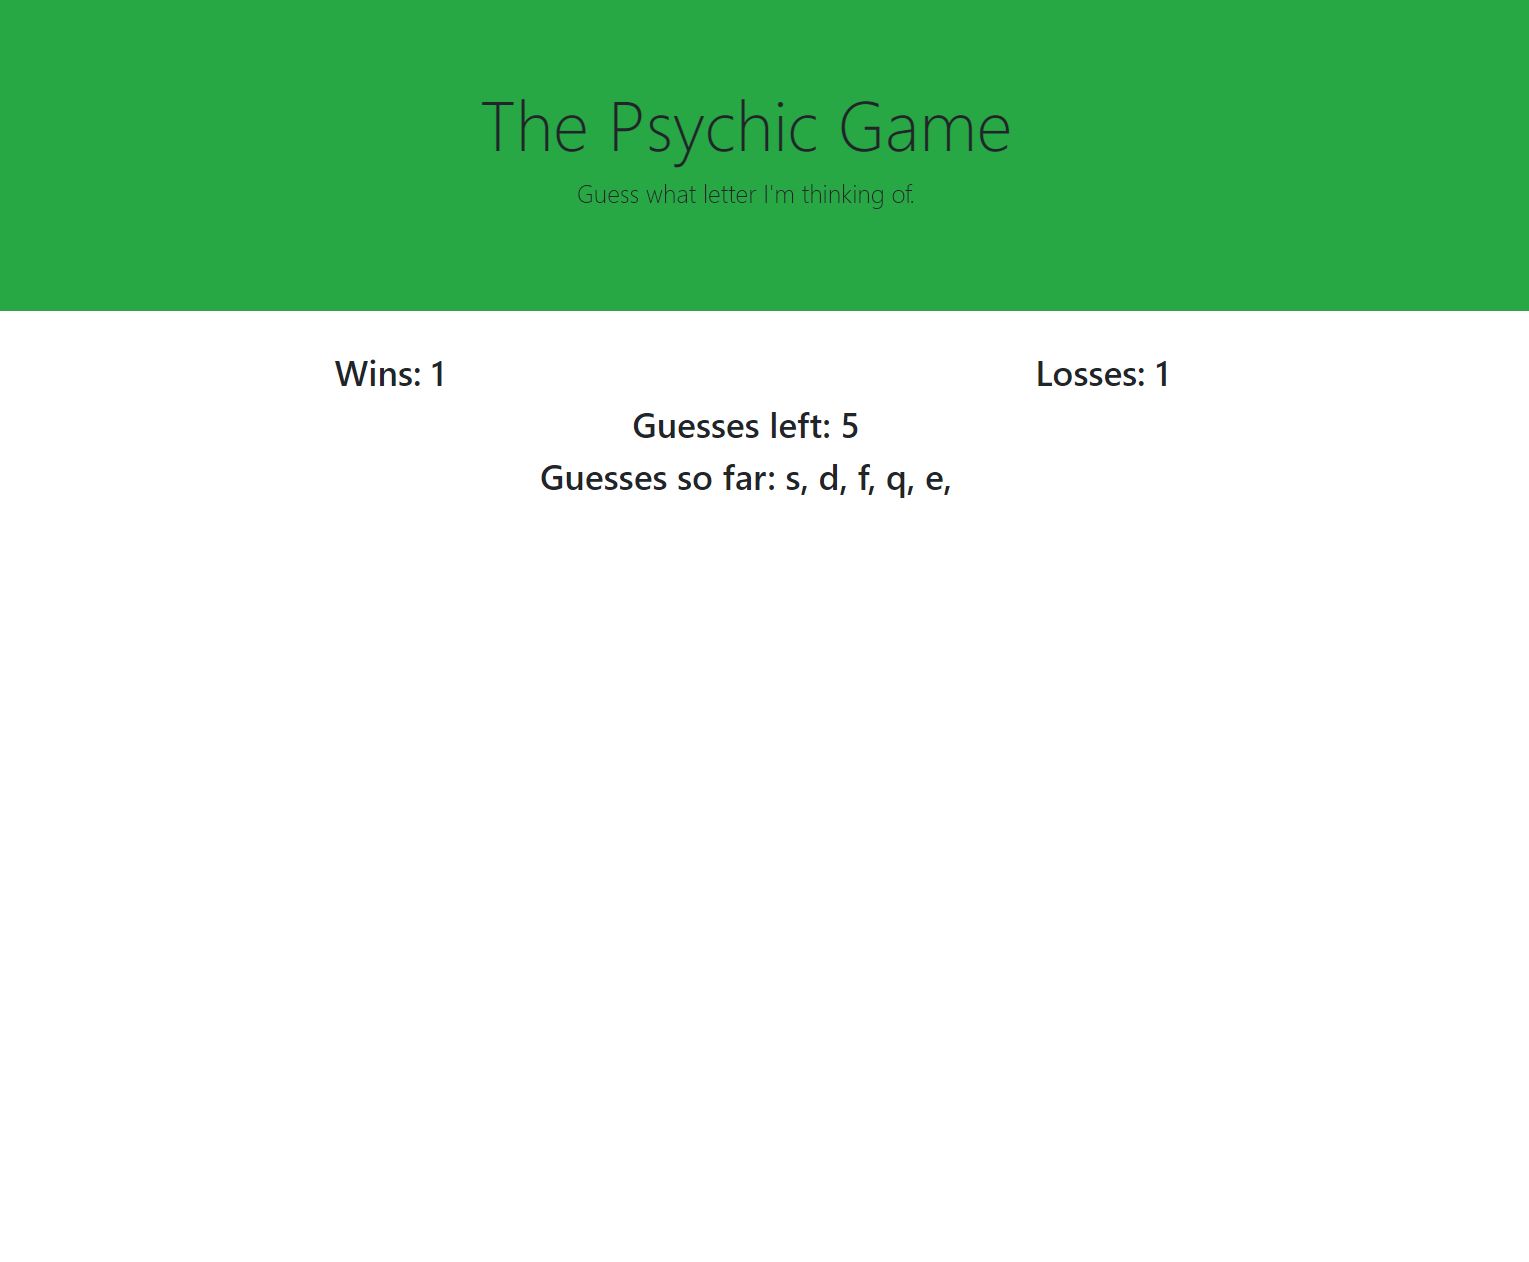 The Psychic Game
Guess what letter I'm thinking of.
Wins: 1
Losses: 1
Guesses left: 5
Guesses so far: s, d, f, q, e,